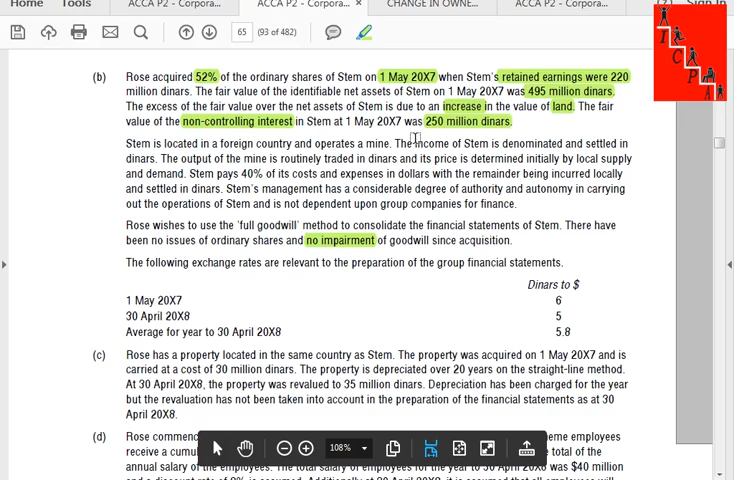 Home Tools ACCA P2 - Corpora... ACCA P2 - Corpora... × CHANGE IN OWNE... ACCA P2 - Corpora... Sign In
65 (93 of 482)
I
C
P
A
(b) Rose acquired 52% of the ordinary shares of Stem on 1 May 20X7 when Stem's retained earnings were 220
million dinars. The fair value of the identifiable net assets of Stem on 1 May 20X7 was 495 million dinars.
The excess of the fair value over the net assets of Stem is due to an increase in the value of land. The fair
value of the non-controlling interest in Stem at 1 May 20X7 was 250 million dinars.
Stem is located in a foreign country and operates a mine. The income of Stem is denominated and settled in
dinars. The output of the mine is routinely traded in dinars and its price is determined initially by local supply
and demand. Stem pays 40% of its costs and expenses in dollars with the remainder being incurred locally
and settled in dinars. Stem's management has a considerable degree of authority and autonomy in carrying
out the operations of Stem and is not dependent upon group companies for finance.
Rose wishes to use the 'full goodwill' method to consolidate the financial statements of Stem. There have
been no issues of ordinary shares and no impairment of goodwill since acquisition.
The following exchange rates are relevant to the preparation of the group financial statements.
Dinars to $
1 May 20X7 6
30 April 20X8 5
Average for year to 30 April 20X8 5.8
(c) Rose has a property located in the same country as Stem. The property was acquired on 1 May 20X7 and is
carried at a cost of 30 million dinars. The property is depreciated over 20 years on the straight-line method.
At 30 April 20X8, the property was revalued to 35 million dinars. Depreciation has been charged for the year
but the revaluation has not been taken into account in the preparation of the financial statements as at 30
April 20X8.
(d) Rose commenc employees
receive a cumul total of the
annual salary of the employees. The total salary of employees for the year to 30 April 20X8 was $40 million
108%